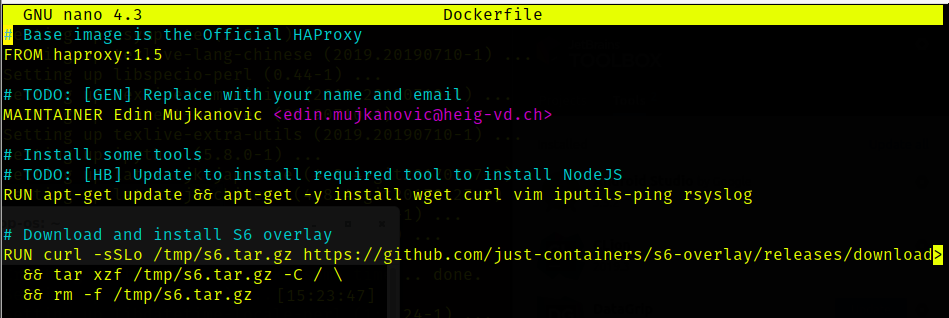 GNU nano 4.3 Dockerfile
# Base image is the Official HAProxy
FROM haproxy:1.5
# TODO: [GEN] Replace with your name and email
MAINTAINER Edin Mujkanovic <edin.mujkanovic@heig-vd.ch>
# Install some tools
# TODO: [HB] Update to install required tool to install NodeJS
RUN apt-get update && apt-get -y install wget curl vim iputils-ping rsyslog
# Download and install S6 overlay
RUN curl -sSLo /tmp/s6.tar.gz https://github.com/just-containers/s6-overlay/releases/download>
&& tar xzf /tmp/s6.tar.gz -C / \
&& rm -f /tmp/s6.tar.gz